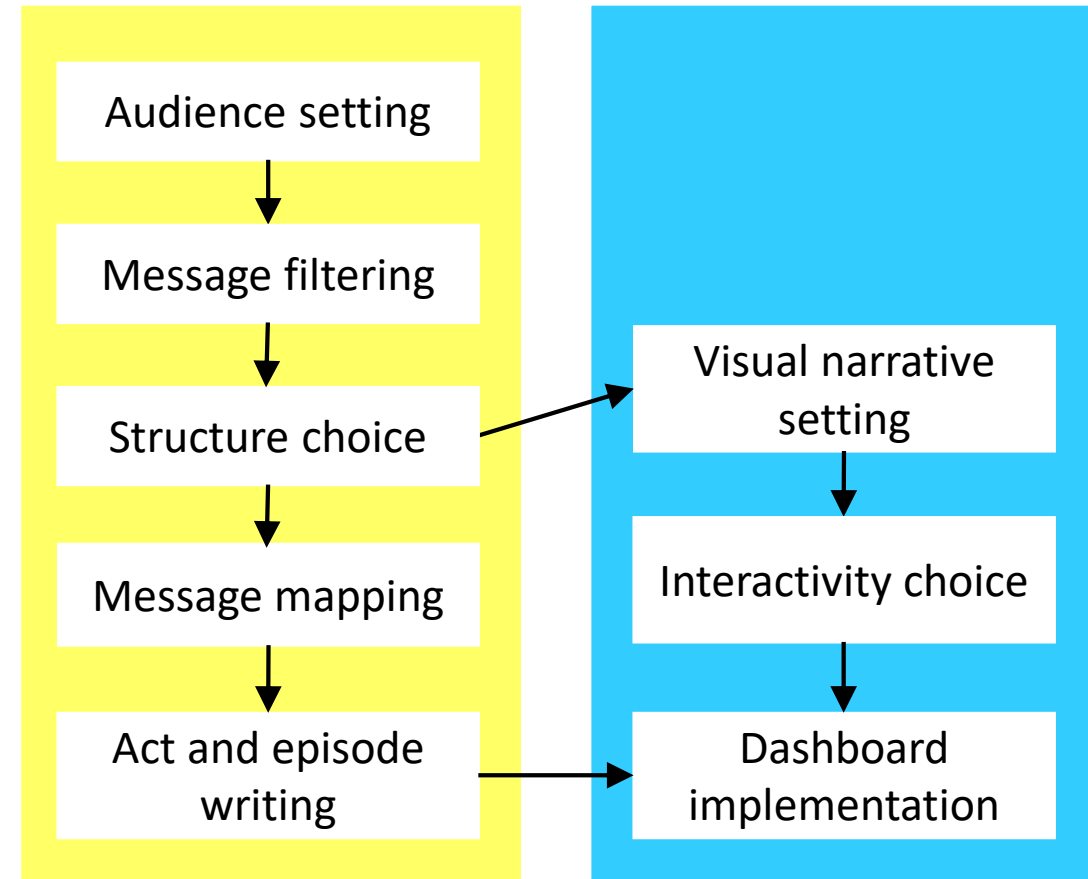 Audience setting
Message filtering
Structure choice
Message mapping
Act and episode
writing
Visual narrative
setting
Interactivity choice
Dashboard
implementation